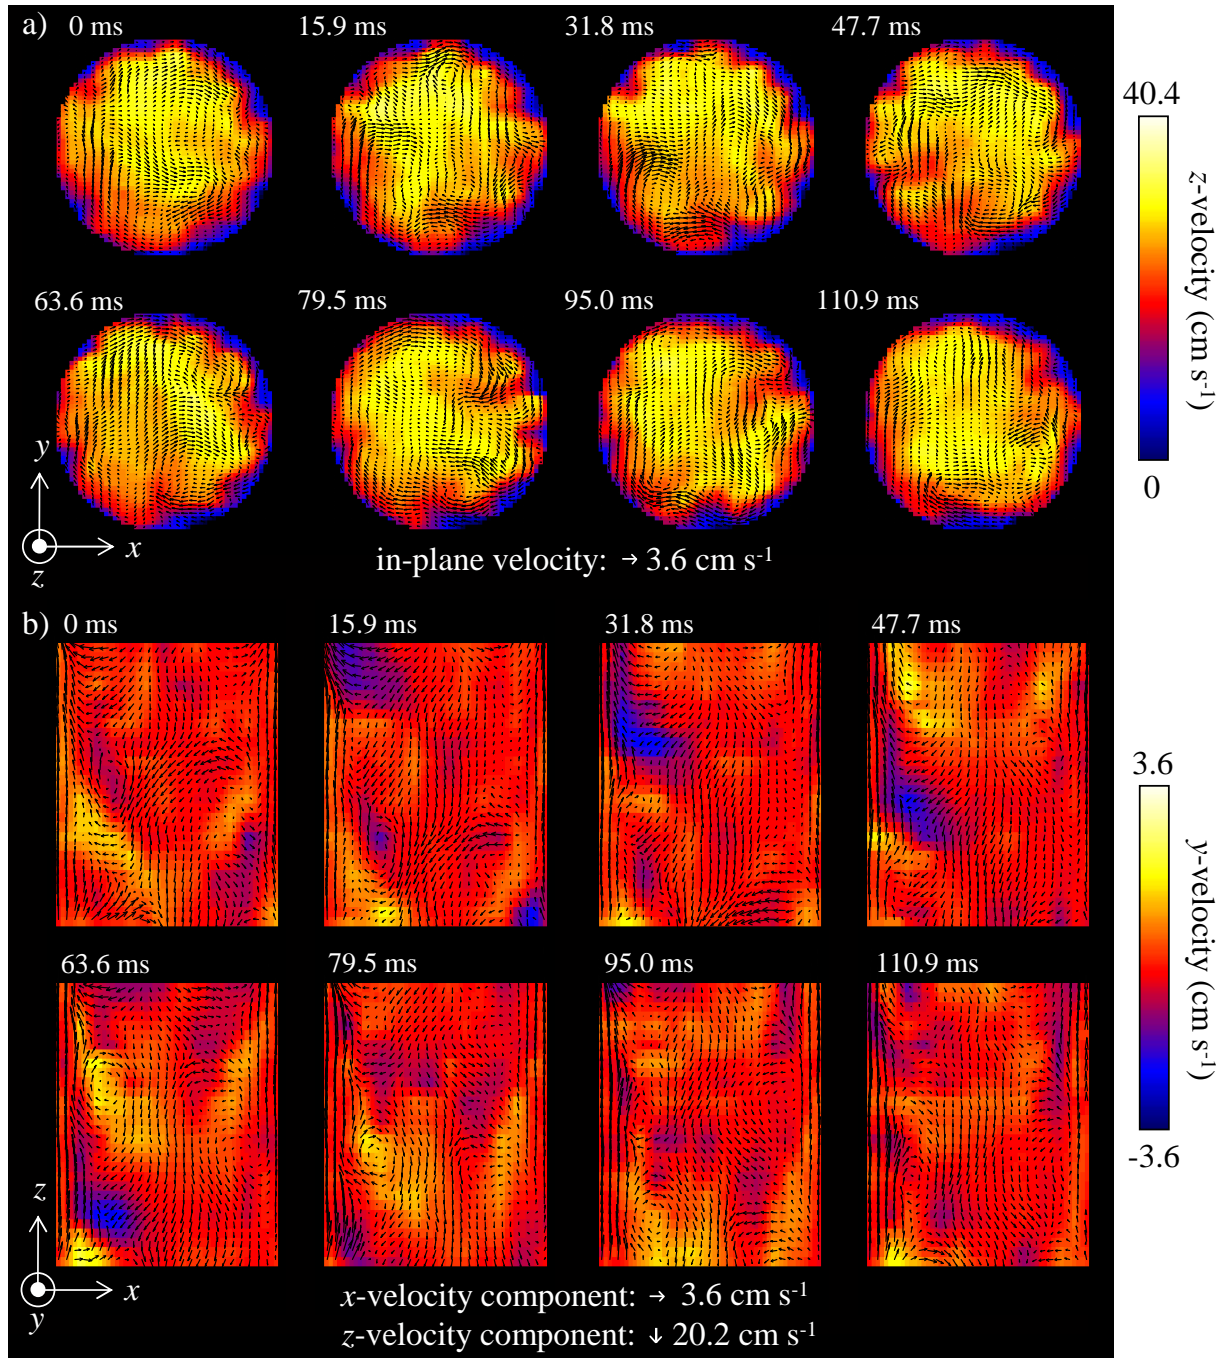 a)
0 ms
15.9 ms
31.8 ms
47.7 ms
40.4
z-velocity (cm s⁻¹)
0
63.6 ms
79.5 ms
95.0 ms
110.9 ms
y
x
z
in-plane velocity: → 3.6 cm s⁻¹
b)
0 ms
15.9 ms
31.8 ms
47.7 ms
3.6
y-velocity (cm s⁻¹)
-3.6
63.6 ms
79.5 ms
95.0 ms
110.9 ms
z
x
y
x-velocity component: → 3.6 cm s⁻¹
z-velocity component: ↓ 20.2 cm s⁻¹